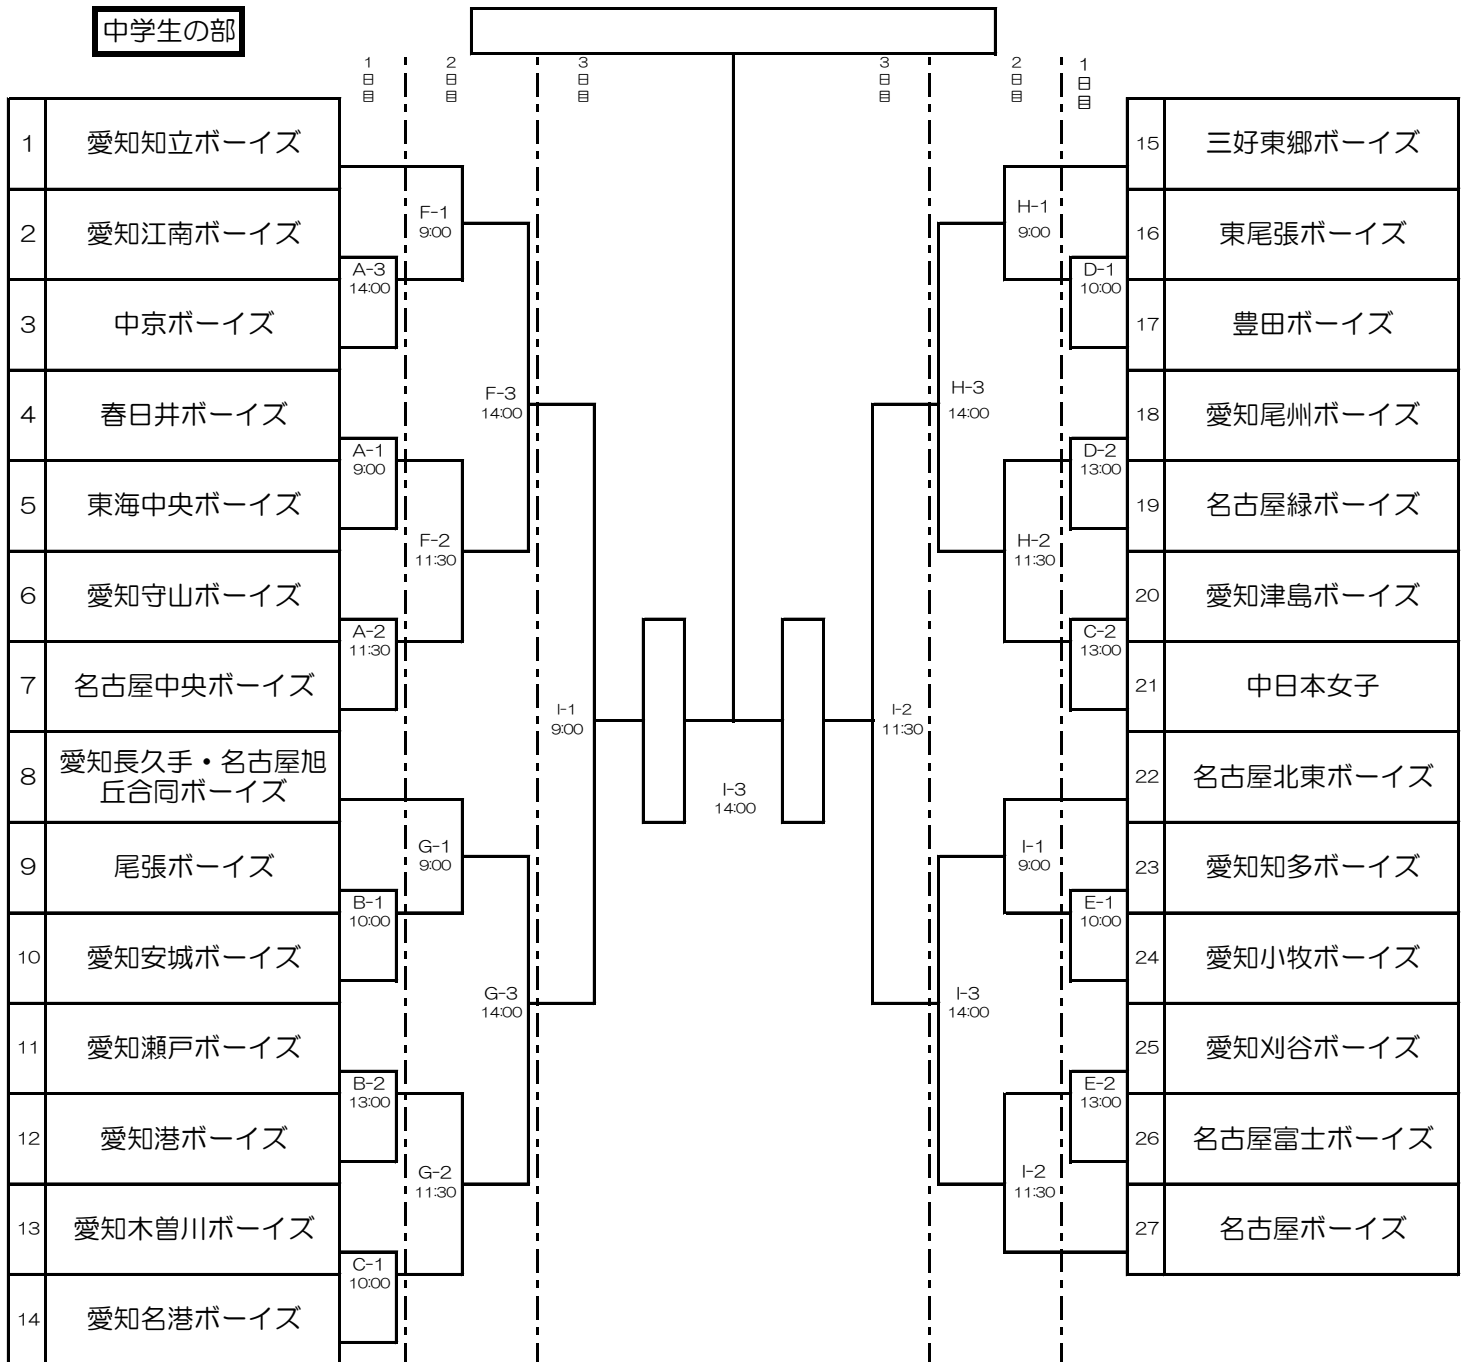 中学生の部
1日目
2日目
3日目
3日目
2日目
1日目
1
愛知知立ボーイズ
2
愛知江南ボーイズ
3
中京ボーイズ
4
春日井ボーイズ
5
東海中央ボーイズ
6
愛知守山ボーイズ
7
名古屋中央ボーイズ
8
愛知長久手・名古屋旭
丘合同ボーイズ
9
尾張ボーイズ
10
愛知安城ボーイズ
11
愛知瀬戸ボーイズ
12
愛知港ボーイズ
13
愛知木曽川ボーイズ
14
愛知名港ボーイズ
A-3
14:00
A-1
9:00
A-2
11:30
B-1
10:00
B-2
13:00
C-1
10:00
F-1
9:00
F-2
11:30
G-1
9:00
G-2
11:30
F-3
14:00
G-3
14:00
I-1
9:00
I-3
14:00
I-2
11:30
H-3
14:00
I-3
14:00
H-1
9:00
H-2
11:30
I-1
9:00
I-2
11:30
D-1
10:00
D-2
13:00
C-2
13:00
E-1
10:00
E-2
13:00
15
三好東郷ボーイズ
16
東尾張ボーイズ
17
豊田ボーイズ
18
愛知尾州ボーイズ
19
名古屋緑ボーイズ
20
愛知津島ボーイズ
21
中日本女子
22
名古屋北東ボーイズ
23
愛知知多ボーイズ
24
愛知小牧ボーイズ
25
愛知刈谷ボーイズ
26
名古屋富士ボーイズ
27
名古屋ボーイズ